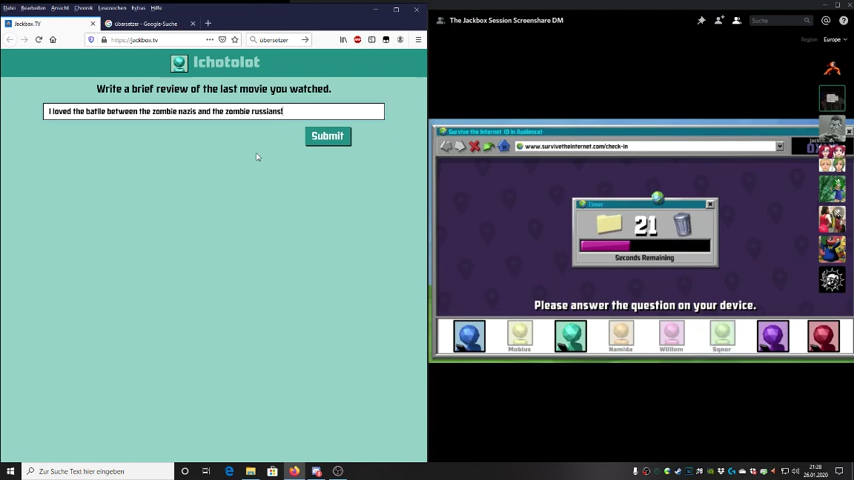 Datei Bearbeiten Ansicht Chronik Lesezeichen Extras Hilfe
Jackbox.TV
übersetzer - Google-Suche
https://jackbox.tv
übersetzer
Ichotolot
Write a brief review of the last movie you watched.
I loved the battle between the zombie nazis and the zombie russians!
Submit
The Jackbox Session Screenshare DM
Suche
Region
Europe
Survive the Internet (0 in Audience)
www.survivetheinternet.com/check-in
Timer
21
Seconds Remaining
Please answer the question on your device.
Mobius
Namida
Willlem
Zur Suche Text hier eingeben
21:28
26.01.2020